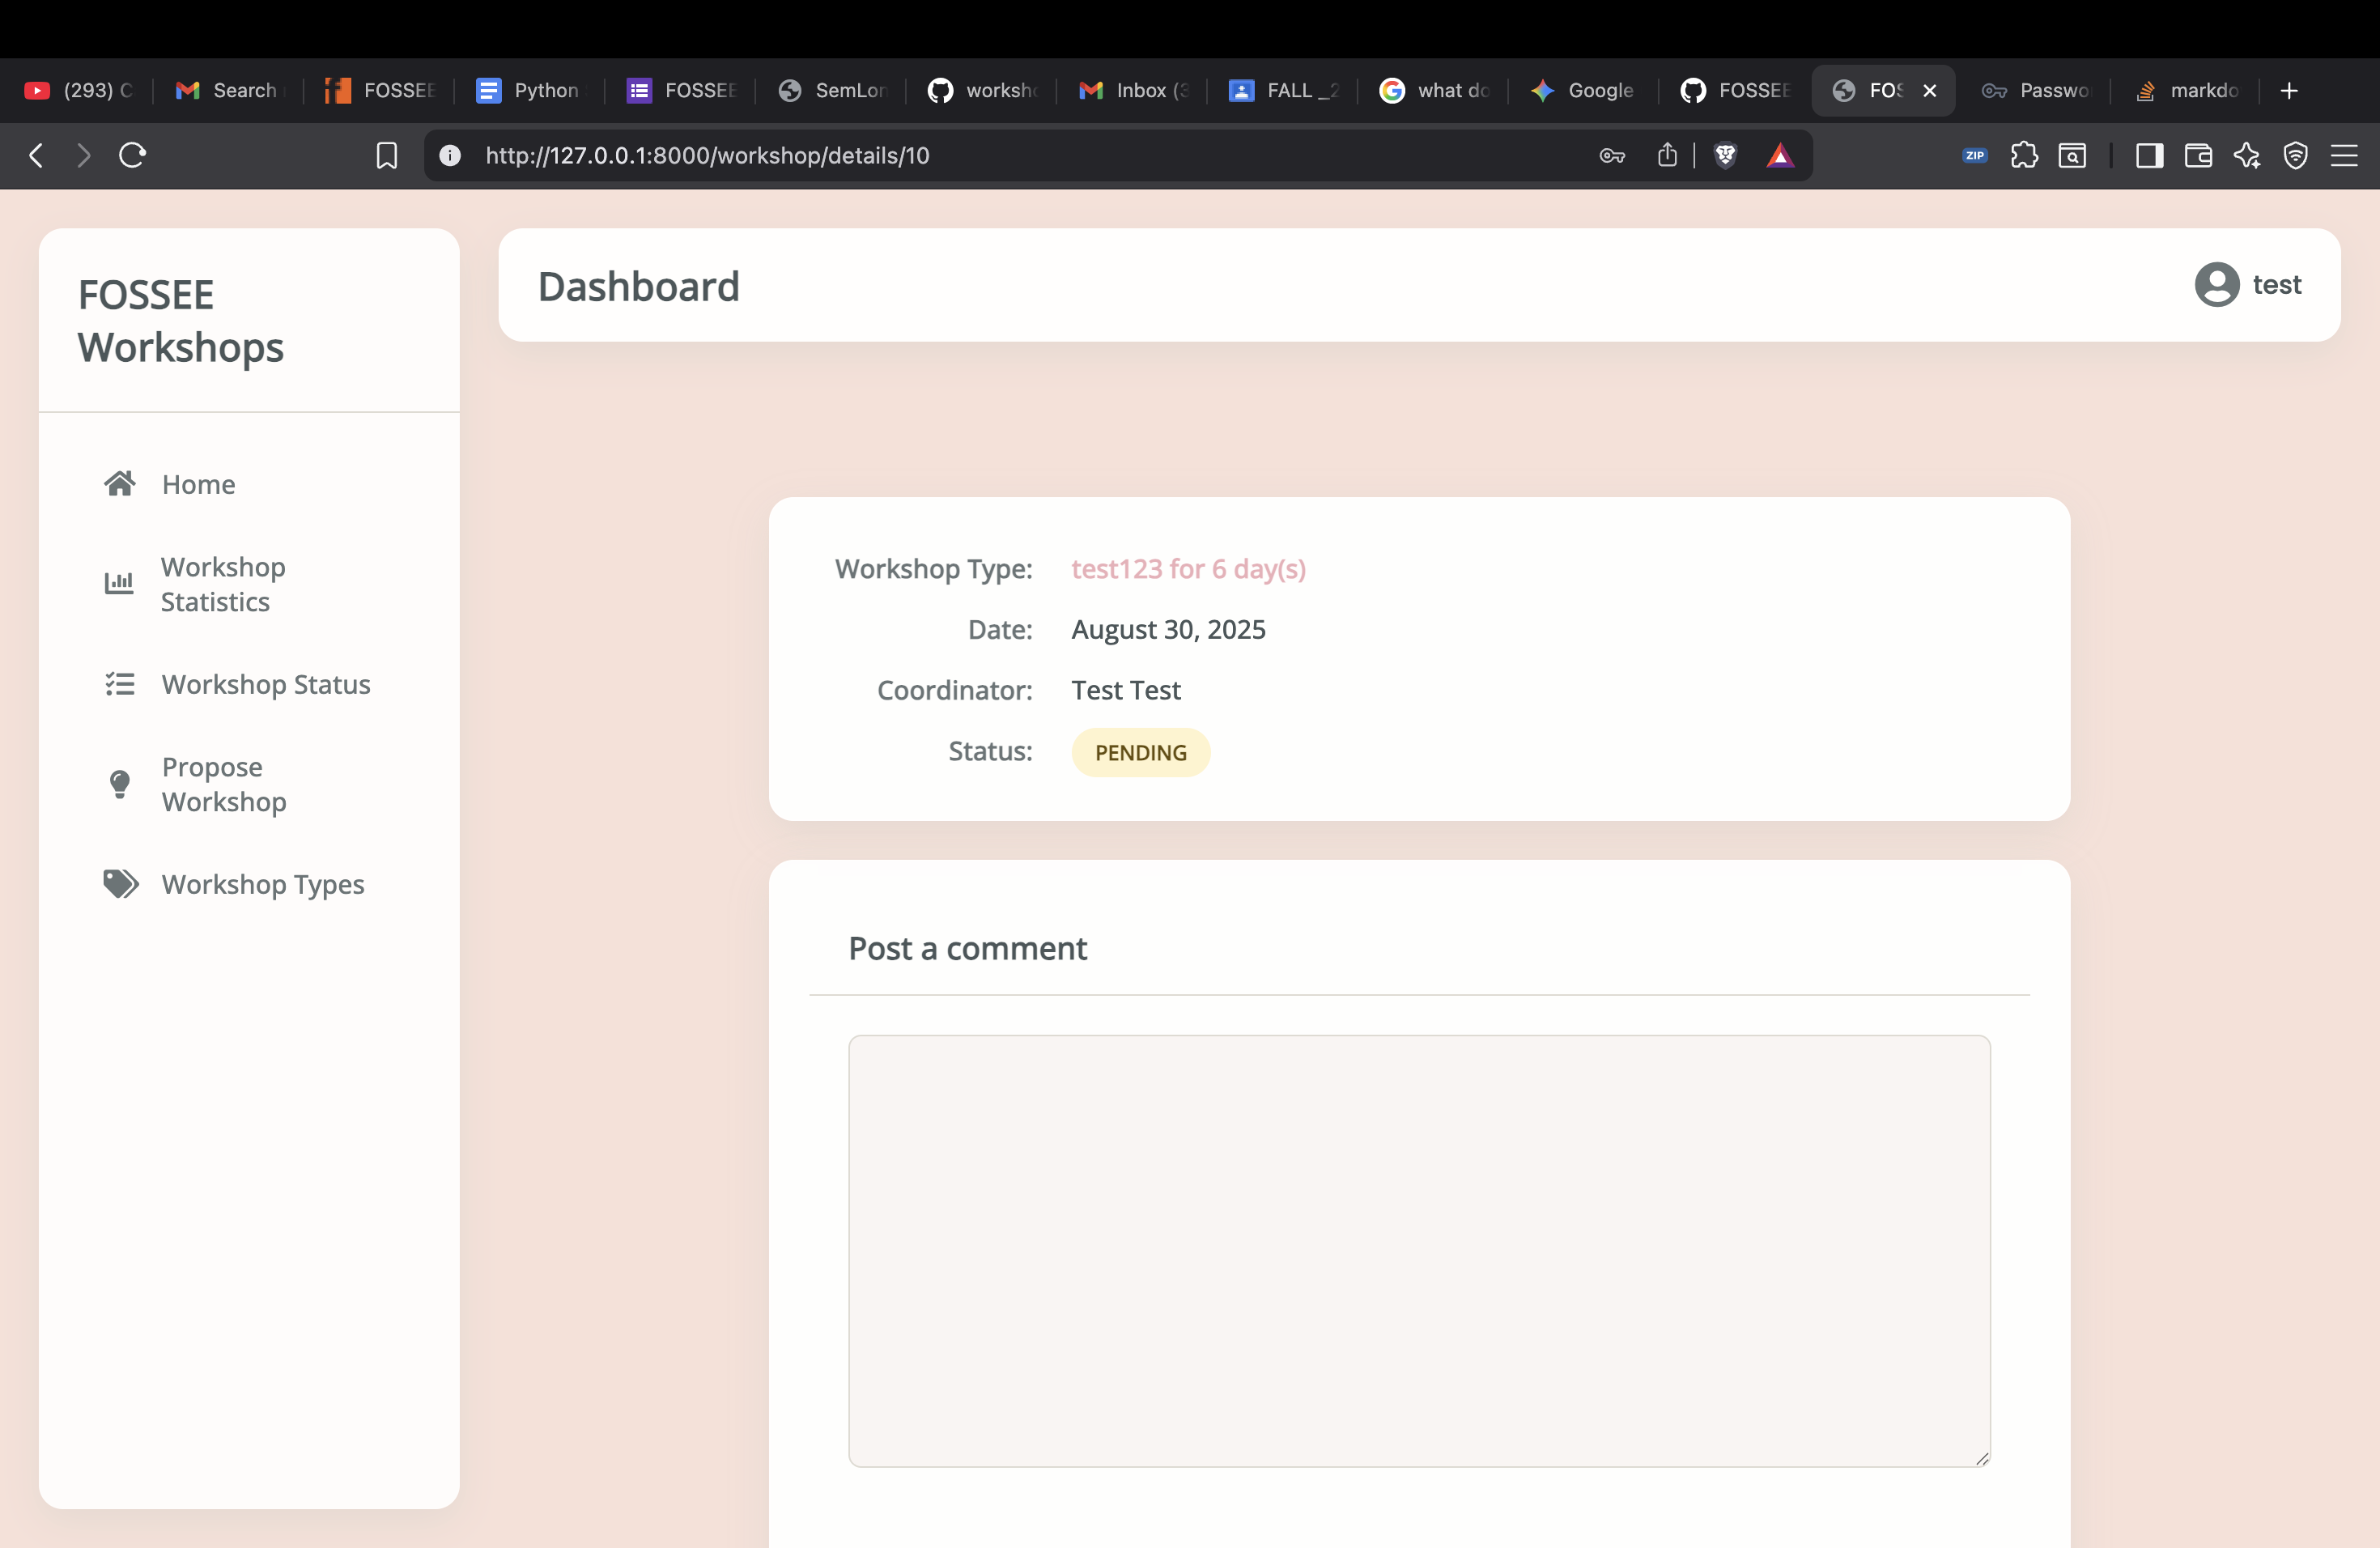 (293) C
Search
FOSSEE
Python
FOSSEE
SemLon
worksho
Inbox (3
FALL _2
what do
Google
FOSSEE
FOS
Passwo
markdo
http://127.0.0.1:8000/workshop/details/10
ZIP
FOSSEE
Workshops
Home
Workshop
Statistics
Workshop Status
Propose
Workshop
Workshop Types
Dashboard
test
Workshop Type: test123 for 6 day(s)
Date: August 30, 2025
Coordinator: Test Test
Status: PENDING
Post a comment